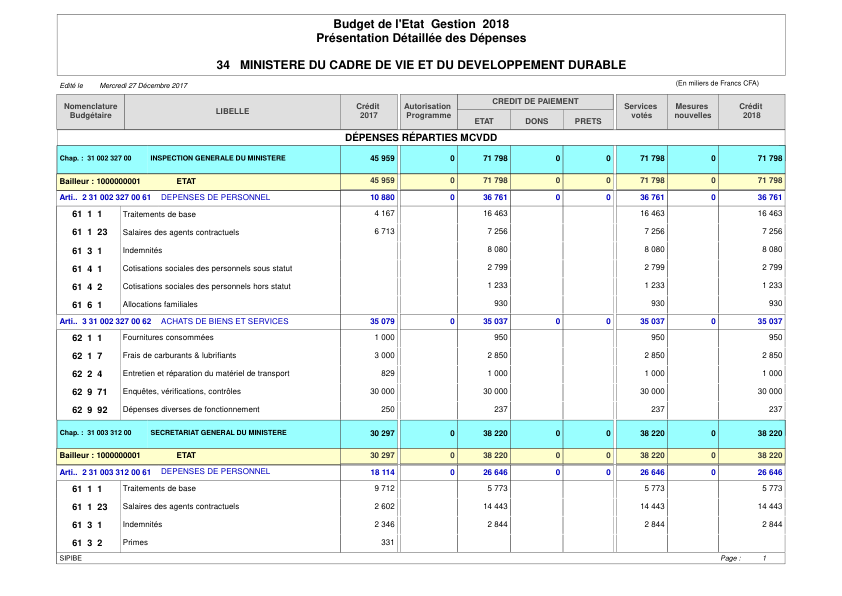 Budget de l'Etat Gestion 2018
Présentation Détaillée des Dépenses
34 MINISTERE DU CADRE DE VIE ET DU DEVELOPPEMENT DURABLE
Edité le Mercredi 27 Décembre 2017 (En miliers de Francs CFA)
Nomenclature Budgétaire LIBELLE Crédit 2017 Autorisation Programme CREDIT DE PAIEMENT ETAT DONS PRETS Services votés Mesures nouvelles Crédit 2018
DÉPENSES RÉPARTIES MCVDD
Chap. : 31 002 327 00 INSPECTION GENERALE DU MINISTERE 45 959 0 71 798 0 0 71 798 0 71 798
Bailleur : 1000000001 ETAT 45 959 0 71 798 0 0 71 798 0 71 798
Arti.. 2 31 002 327 00 61 DEPENSES DE PERSONNEL 10 880 0 36 761 0 0 36 761 0 36 761
61 1 1 Traitements de base 4 167 16 463 16 463 16 463
61 1 23 Salaires des agents contractuels 6 713 7 256 7 256 7 256
61 3 1 Indemnités 8 080 8 080 8 080
61 4 1 Cotisations sociales des personnels sous statut 2 799 2 799 2 799
61 4 2 Cotisations sociales des personnels hors statut 1 233 1 233 1 233
61 6 1 Allocations familiales 930 930 930
Arti.. 3 31 002 327 00 62 ACHATS DE BIENS ET SERVICES 35 079 0 35 037 0 0 35 037 0 35 037
62 1 1 Fournitures consommées 1 000 950 950 950
62 1 7 Frais de carburants & lubrifiants 3 000 2 850 2 850 2 850
62 2 4 Entretien et réparation du matériel de transport 829 1 000 1 000 1 000
62 9 71 Enquêtes, vérifications, contrôles 30 000 30 000 30 000 30 000
62 9 92 Dépenses diverses de fonctionnement 250 237 237 237
Chap. : 31 003 312 00 SECRETARIAT GENERAL DU MINISTERE 30 297 0 38 220 0 0 38 220 0 38 220
Bailleur : 1000000001 ETAT 30 297 0 38 220 0 0 38 220 0 38 220
Arti.. 2 31 003 312 00 61 DEPENSES DE PERSONNEL 18 114 0 26 646 0 0 26 646 0 26 646
61 1 1 Traitements de base 9 712 5 773 5 773 5 773
61 1 23 Salaires des agents contractuels 2 602 14 443 14 443 14 443
61 3 1 Indemnités 2 346 2 844 2 844 2 844
61 3 2 Primes 331
SIPIBE Page : 1